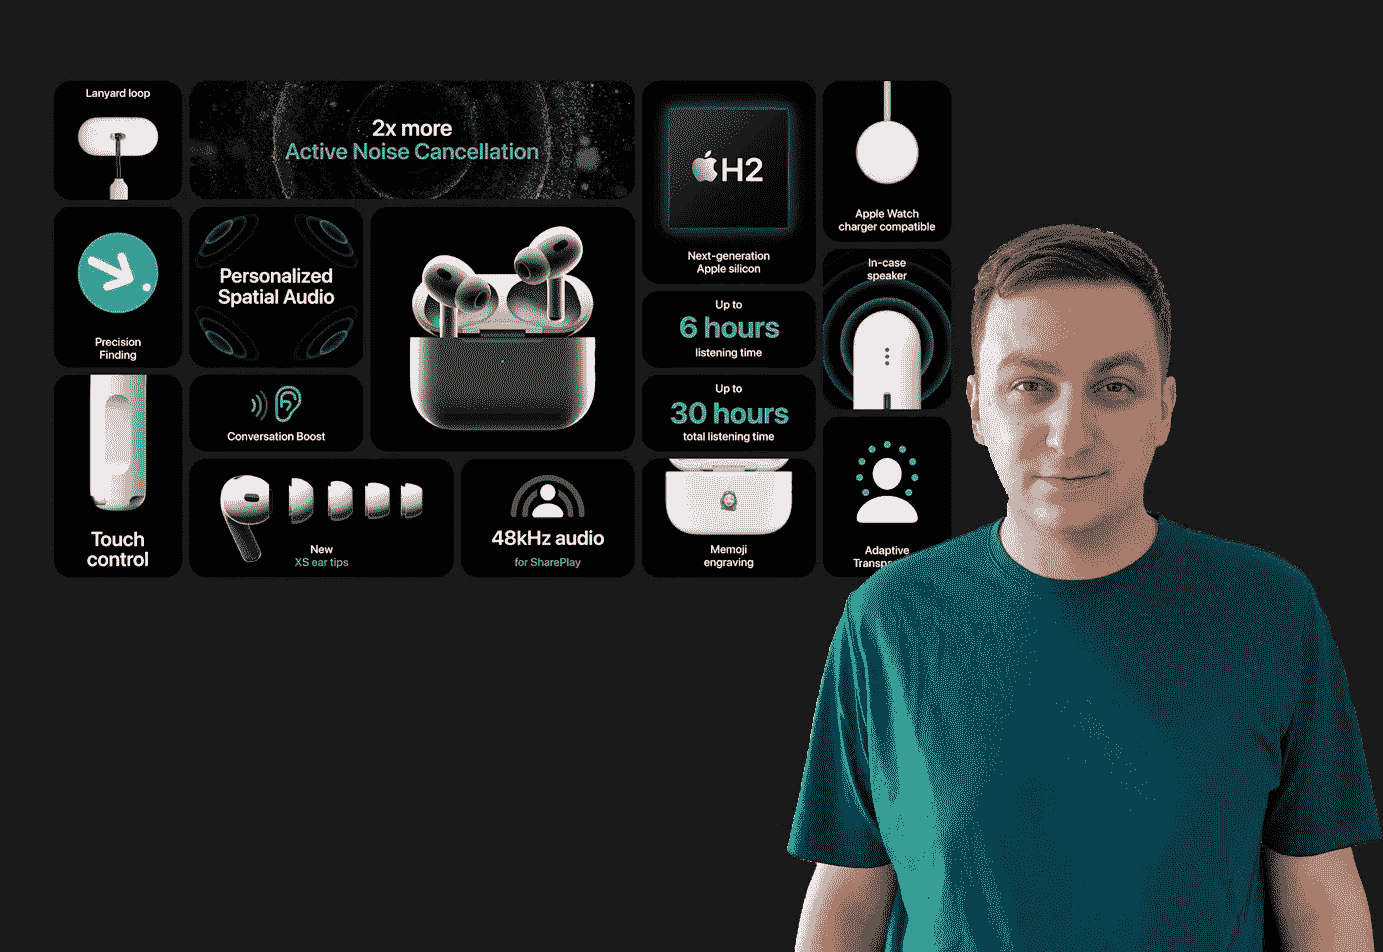 Lanyard loop
2x more
Active Noise Cancellation
H2
Next-generation
Apple silicon
Apple Watch
charger compatible
Precision
Finding
Personalized
Spatial Audio
Up to
6 hours
listening time
In-case
speaker
Touch
control
Conversation Boost
Up to
30 hours
total listening time
New
XS ear tips
48kHz audio
for SharePlay
Memoji
engraving
Adaptive